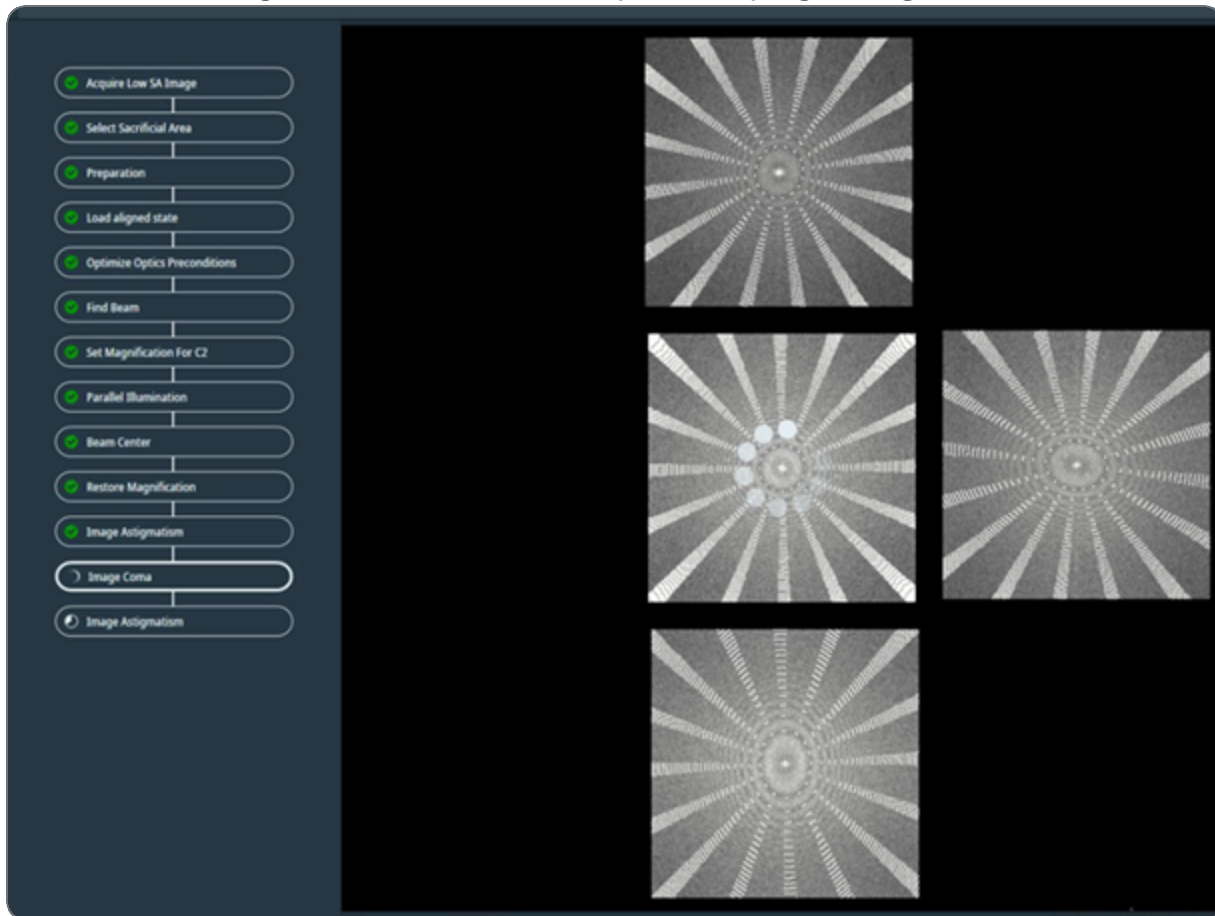 Acquire Low SA Image
Select Sacrificial Area
Preparation
Load aligned state
Optimize Optics Preconditions
Find Beam
Set Magnification For C2
Parallel Illumination
Beam Center
Restore Magnification
Image Astigmatism
Image Coma
Image Astigmatism